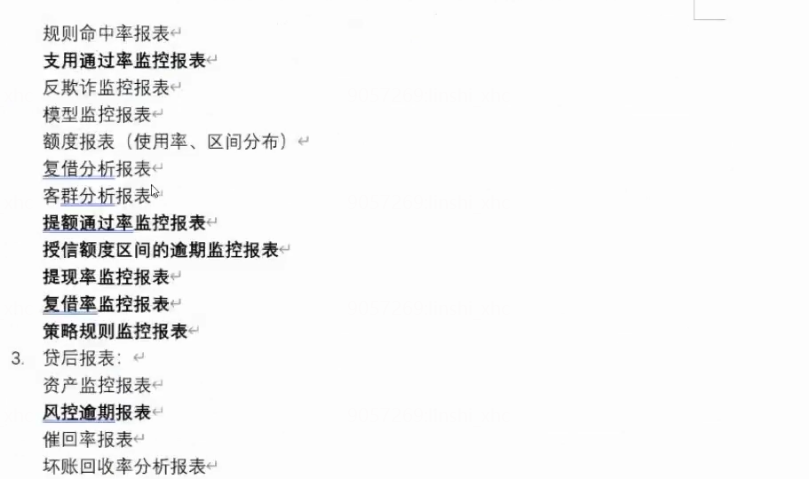 规则命中率报表
支用通过率监控报表
反欺诈监控报表
模型监控报表
额度报表（使用率、区间分布）
复借分析报表
客群分析报表
提额通过率监控报表
授信额度区间的逾期监控报表
提现率监控报表
复借率监控报表
策略规则监控报表
3. 贷后报表：
资产监控报表
风控逾期报表
催回率报表
坏账回收率分析报表